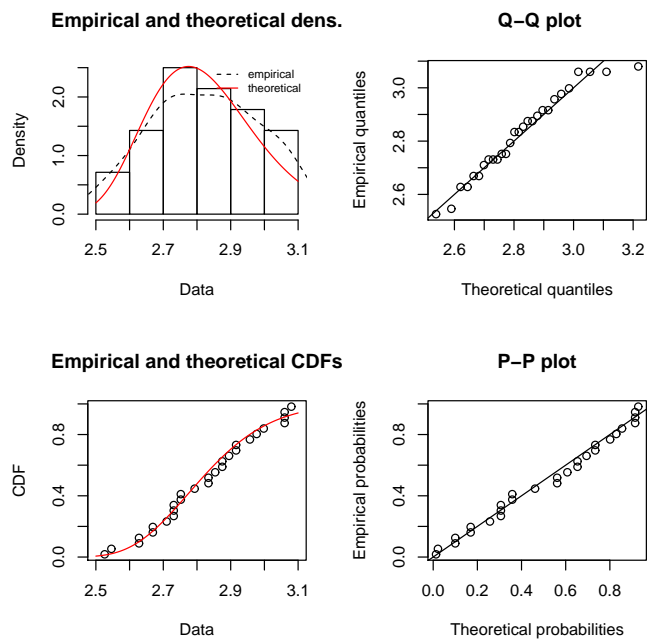 Empirical and theoretical dens.
empirical
theoretical
Density
0.0
1.0
2.0
2.5
2.7
2.9
3.1
Data
Q−Q plot
Empirical quantiles
2.6
2.8
3.0
2.6
2.8
3.0
3.2
Theoretical quantiles
Empirical and theoretical CDFs
CDF
0.0
0.4
0.8
2.5
2.7
2.9
3.1
Data
P−P plot
Empirical probabilities
0.0
0.4
0.8
0.0
0.2
0.4
0.6
0.8
Theoretical probabilities